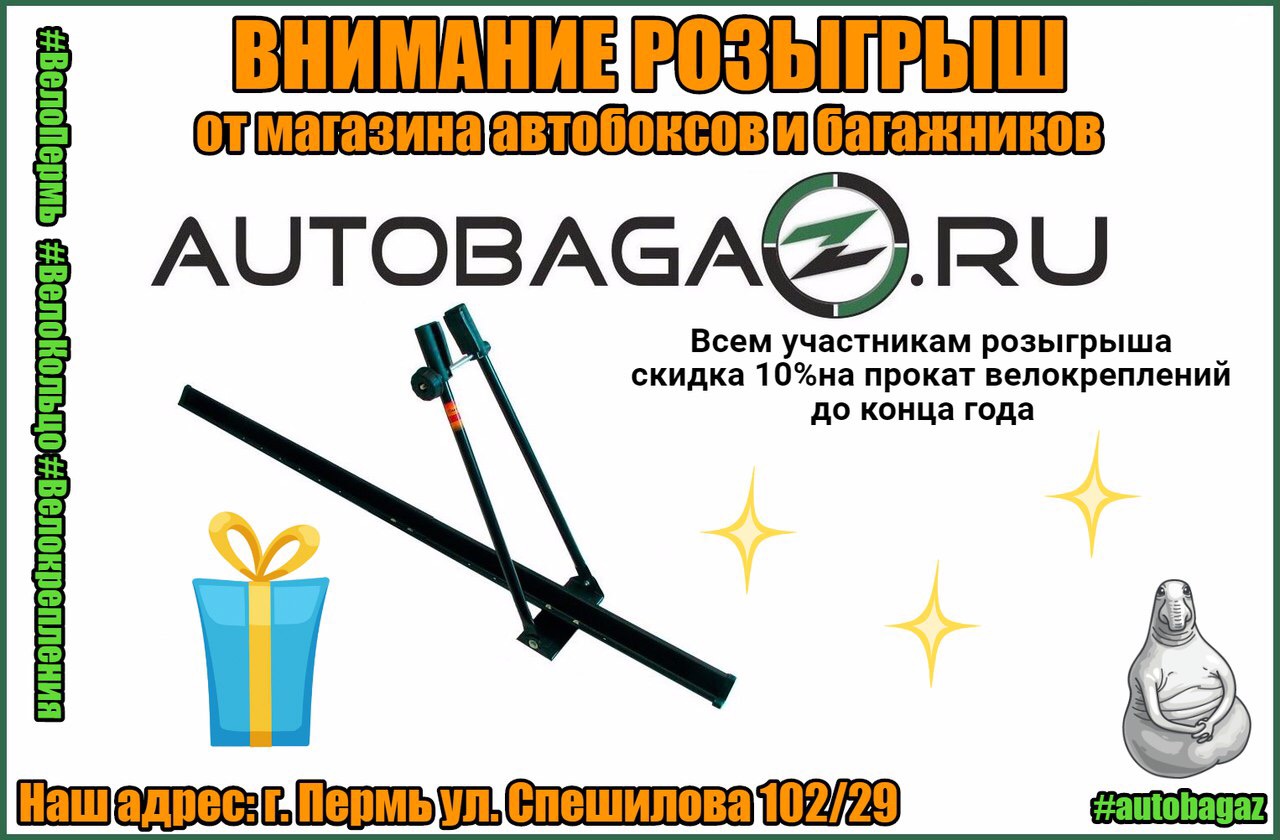 ВНИМАНИЕ РОЗЫГРЫШ
от магазина автобоксов и багажников
AUTOBAGAZ.RU
Всем участникам розыгрыша
скидка 10%на прокат велокреплений
до конца года
#ВелоПермь #ВелоКольцо #Велокрепления
Наш адрес: г. Пермь ул. Спешилова 102/29
#autobagaz